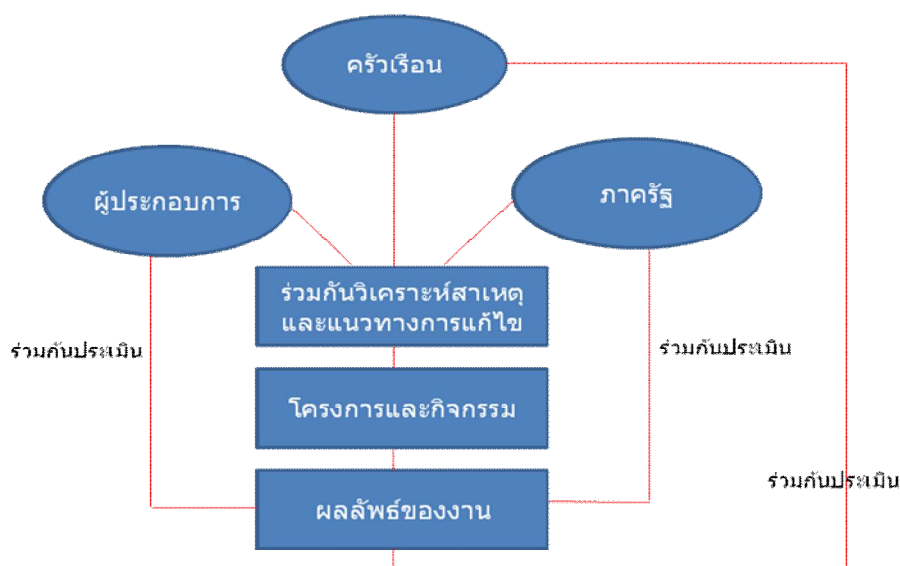 ครัวเรือน
ผู้ประกอบการ
ภาครัฐ
ร่วมกันวิเคราะห์สาเหตุ
และแนวทางการแก้ไข
ร่วมกันประเมิน
ร่วมกันประเมิน
โครงการและกิจกรรม
ร่วมกันประเมิน
ผลลัพธ์ของงาน